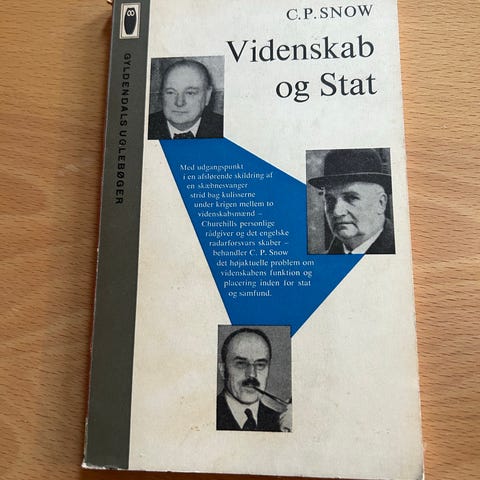 GYLDENDALS UGLEBØGER
C.P. SNOW
Videnskab
og Stat
Med udgangspunkt
i en afslørende skildring af
en skæbnesvanger
strid bag kulisserne
under krigen mellem to
videnskabsmænd –
Churchills personlige
rådgiver og det engelske
radarforsvars skaber –
behandler C. P. Snow
det højaktuelle problem om
videnskabens funktion og
placering inden for stat
og samfund.